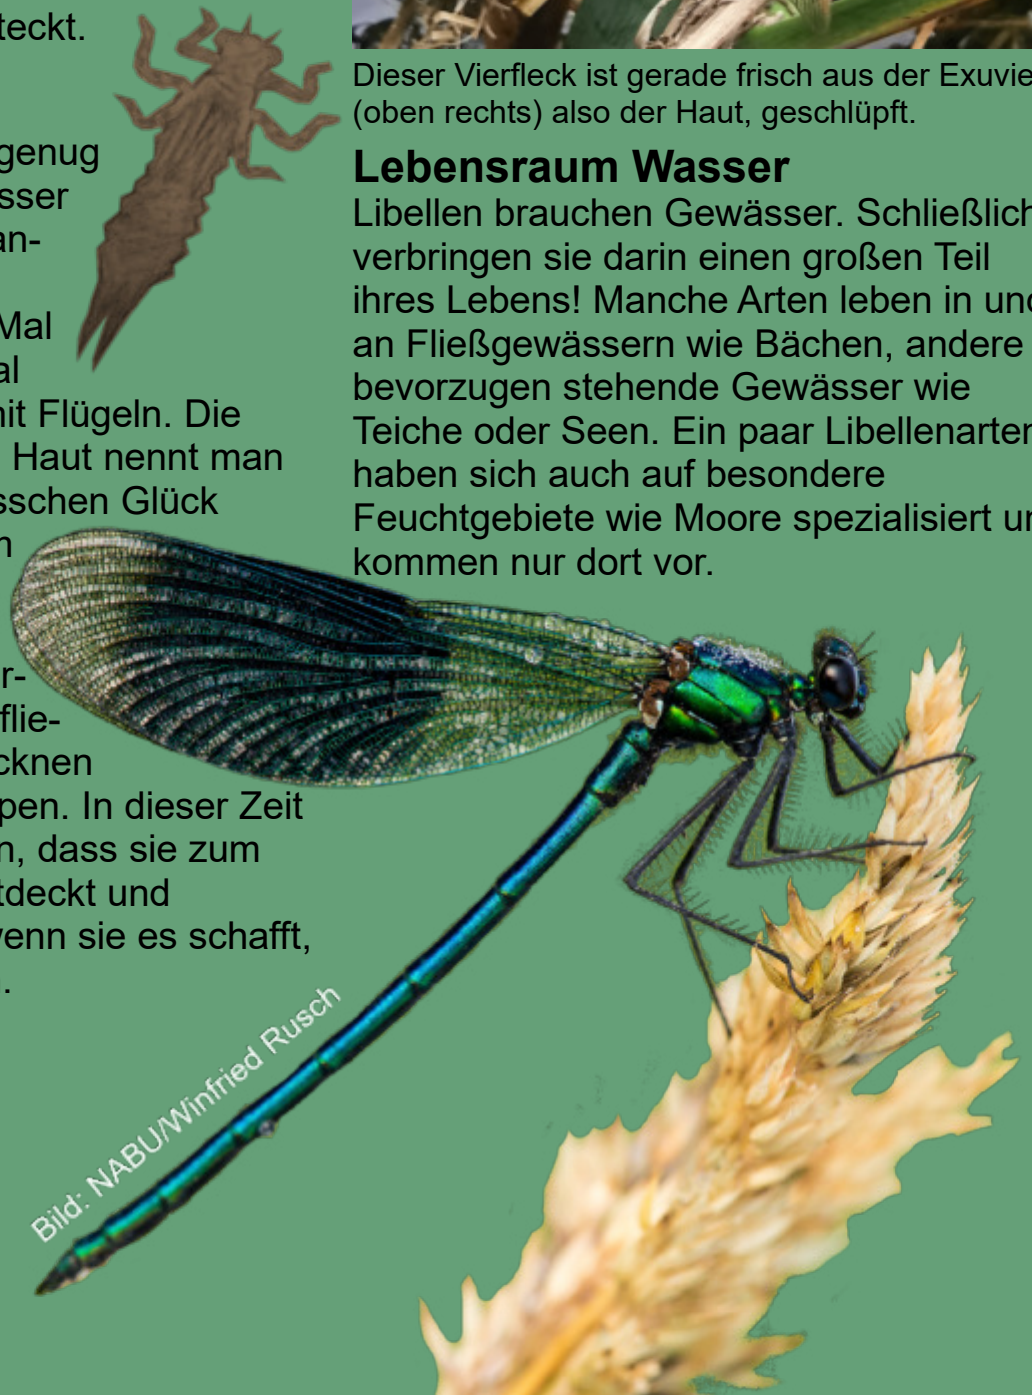 teckt.
genug
sser
an-
Mal
al
nit Flügeln. Die
Haut nennt man
sschen Glück
n
r-
flie-
cknen
pen. In dieser Zeit
n, dass sie zum
tdeckt und
wenn sie es schafft,
.
Bild: NABU/Winfried Rusch
Dieser Vierfleck ist gerade frisch aus der Exuvie
(oben rechts) also der Haut, geschlüpft.
Lebensraum Wasser
Libellen brauchen Gewässer. Schließlich
verbringen sie darin einen großen Teil
ihres Lebens! Manche Arten leben in und
an Fließgewässern wie Bächen, andere
bevorzugen stehende Gewässer wie
Teiche oder Seen. Ein paar Libellenarten
haben sich auch auf besondere
Feuchtgebiete wie Moore spezialisiert un
kommen nur dort vor.